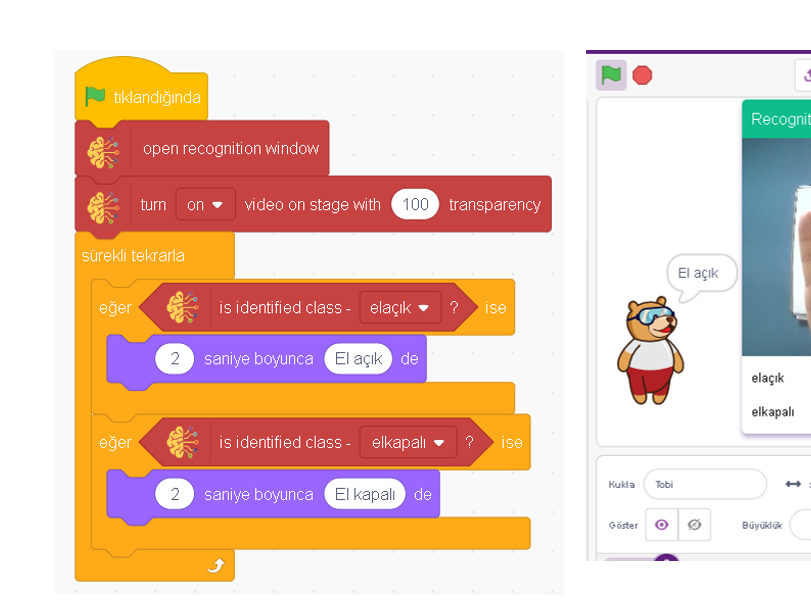 tıklandığında
open recognition window
turn on video on stage with 100 transparency
sürekli tekrarla
eğer is identified class - elaçık ? ise
2 saniye boyunca El açık de
eğer is identified class - elkapalı ? ise
2 saniye boyunca El kapalı de
Recognit
El açık
elaçık
elkapalı
Kukla Tobi
Göster Büyüklük